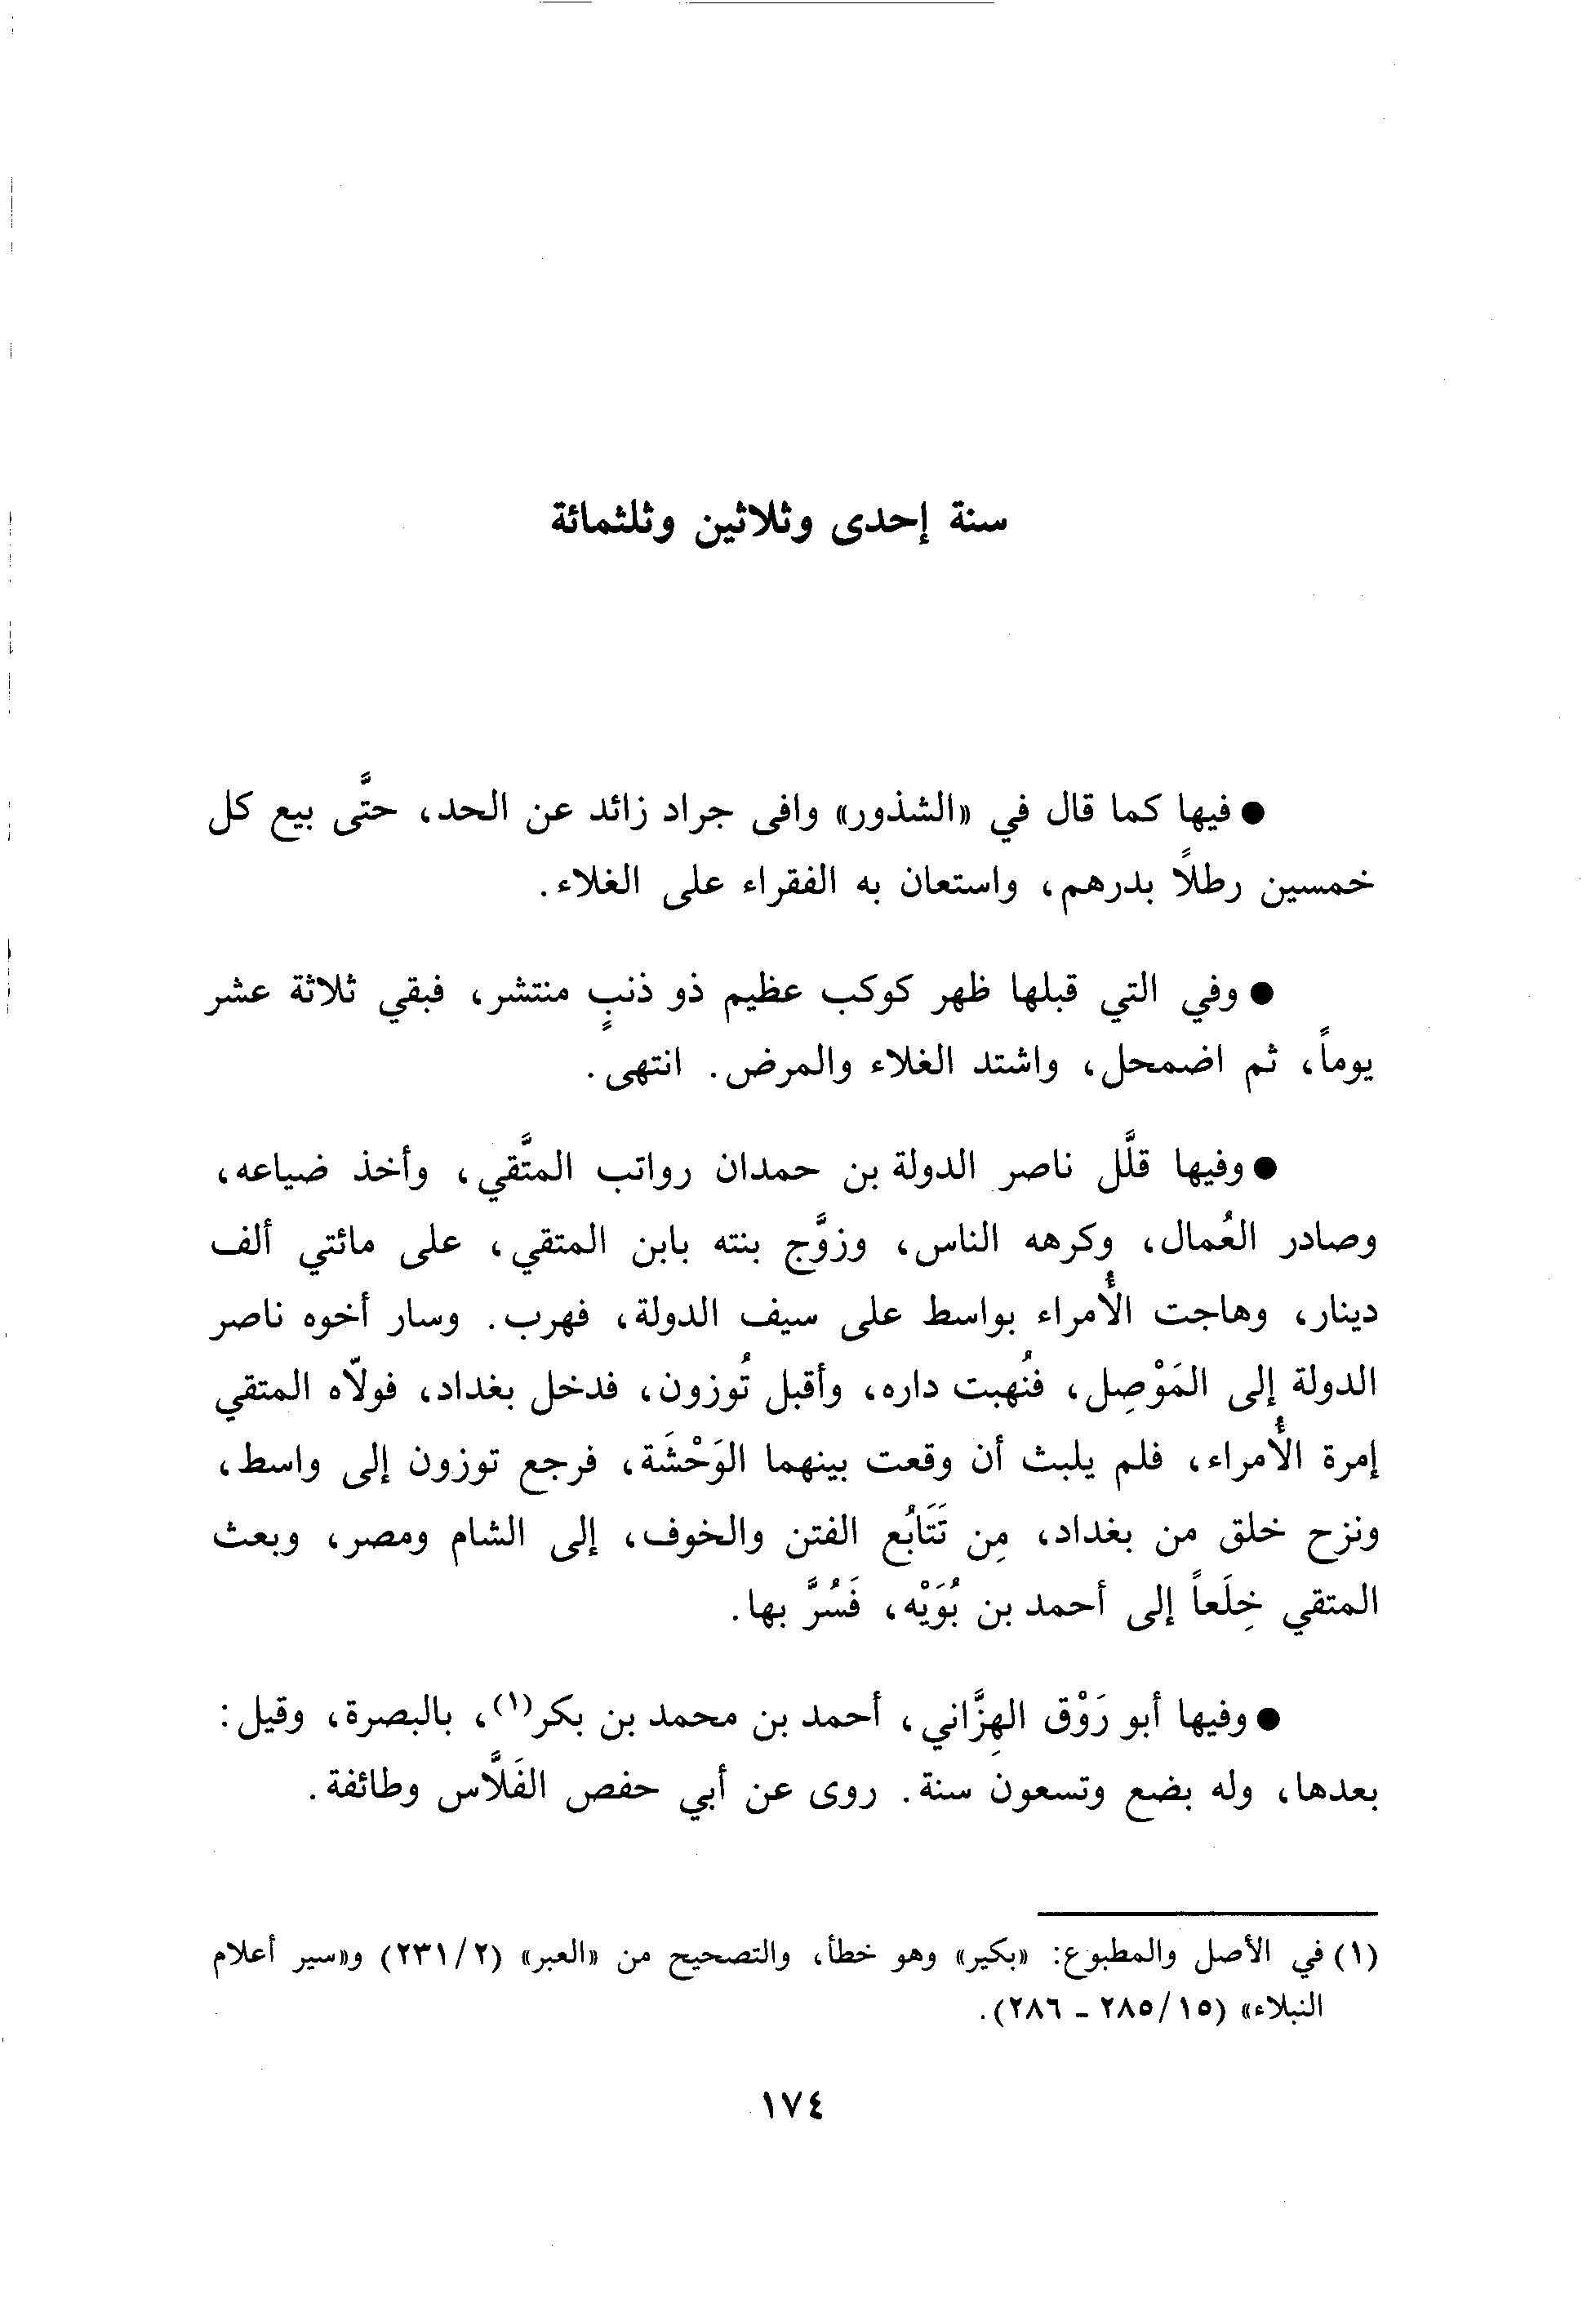 سنة إحدى وثلاثين وثلثمائة
● فيها كما قال في «الشذور» وافى جراد زائد عن الحد، حتَّى بيع كل
خمسين رطلاً بدرهم، واستعان به الفقراء على الغلاء.
● وفي التي قبلها ظهر كوكب عظيم ذو ذنبٍ منتشر، فبقي ثلاثة عشر
يوماً، ثم اضمحل، واشتد الغلاء والمرض. انتهى.
● وفيها قلَّل ناصر الدولة بن حمدان رواتب المتَّقي، وأخذ ضياعه،
وصادر العُمال، وكرهه الناس، وزوَّج بنته بابن المتقي، على مائتي ألف
دينار، وهاجت الأُمراء بواسط على سيف الدولة، فهرب. وسار أخوه ناصر
الدولة إلى المَوْصِل، فنُهبت داره، وأقبل تُوزون، فدخل بغداد، فولاّه المتقي
إمرة الأُمراء، فلم يلبث أن وقعت بينهما الوَحْشَة، فرجع توزون إلى واسط،
ونزح خلق من بغداد، مِن تَتَابُع الفتن والخوف، إلى الشام ومصر، وبعث
المتقي خِلَعاً إلى أحمد بن بُوَيْه، فَسُرَّ بها.
● وفيها أبو رَوْق الهِزَّاني، أحمد بن محمد بن بكر(١)، بالبصرة، وقيل:
بعدها، وله بضع وتسعون سنة. روى عن أبي حفص الفَلَّاس وطائفة.
(١) في الأصل والمطبوع: «بكير» وهو خطأ، والتصحيح من «العبر» (٢/ ٢٣١) و«سير أعلام
النبلاء» (١٥/ ٢٨٥ - ٢٨٦).
١٧٤